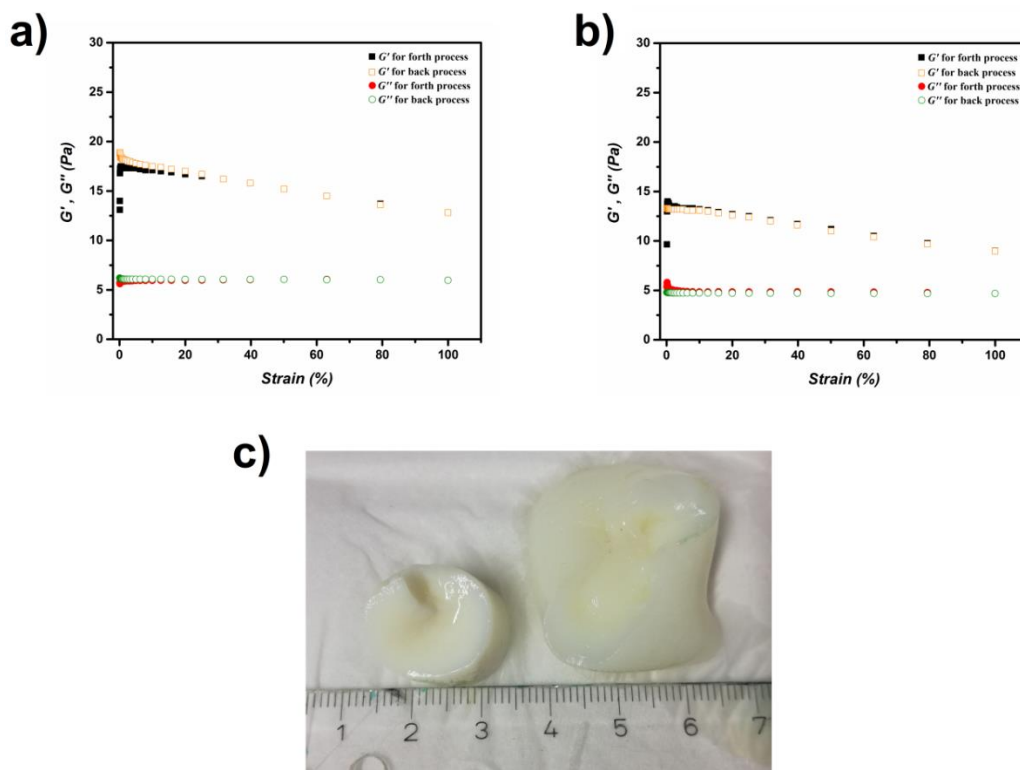 a)
30
25
20
15
10
5
0
G', G'' (Pa)
G' for forth process
G' for back process
G'' for forth process
G'' for back process
0 20 40 60 80 100
Strain (%)
b)
30
25
20
15
10
5
0
G', G'' (Pa)
G' for forth process
G' for back process
G'' for forth process
G'' for back process
0 20 40 60 80 100
Strain (%)
c)
1 2 3 4 5 6 7